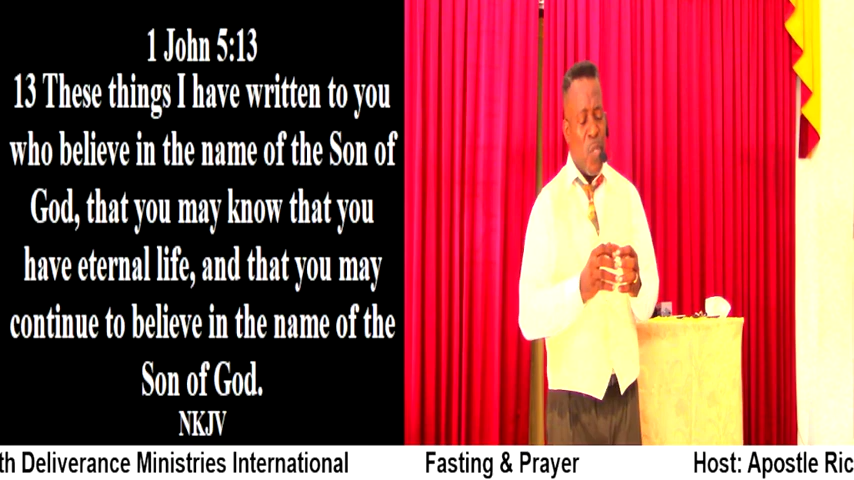 1 John 5:13
13 These things I have written to you
who believe in the name of the Son of
God, that you may know that you
have eternal life, and that you may
continue to believe in the name of the
Son of God.
NKJV
Deliverance Ministries International Fasting & Prayer Host: Apostle